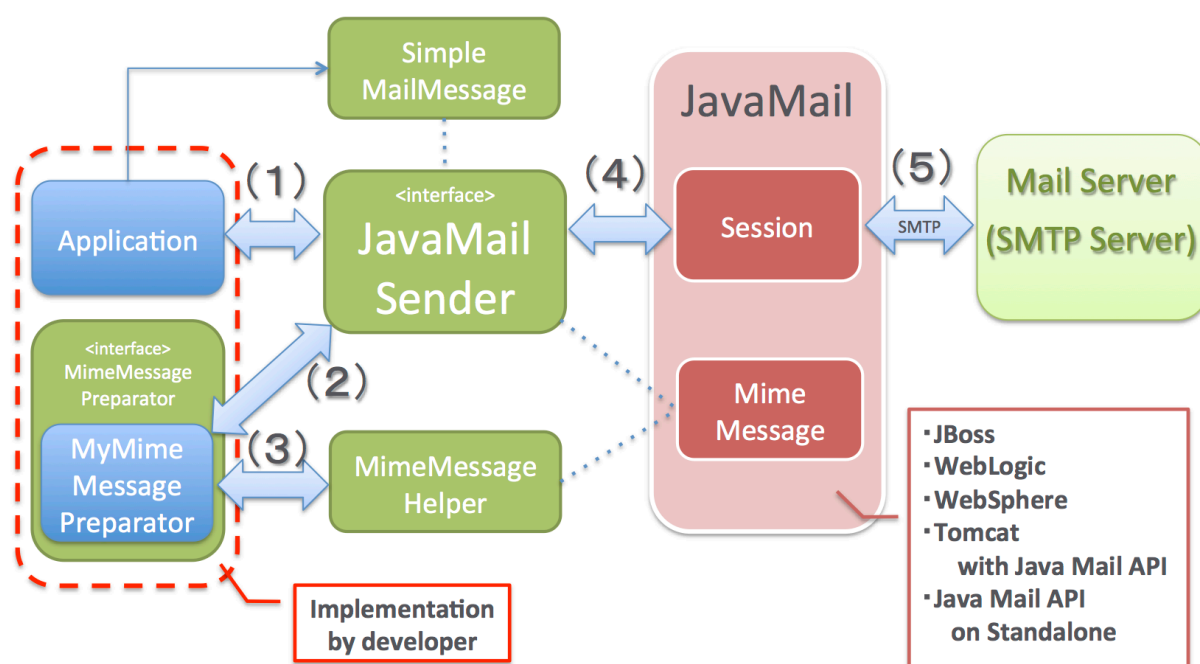 Simple
MailMessage
JavaMail
(1)
(4)
(5)
Application
<interface>
JavaMail
Sender
Session
SMTP
Mail Server
(SMTP Server)
<interface>
MimeMessage
Preparator
(2)
MyMime
Message
Preparator
(3)
MimeMessage
Helper
Mime
Message
・JBoss
・WebLogic
・WebSphere
・Tomcat
with Java Mail API
・Java Mail API
on Standalone
Implementation
by developer